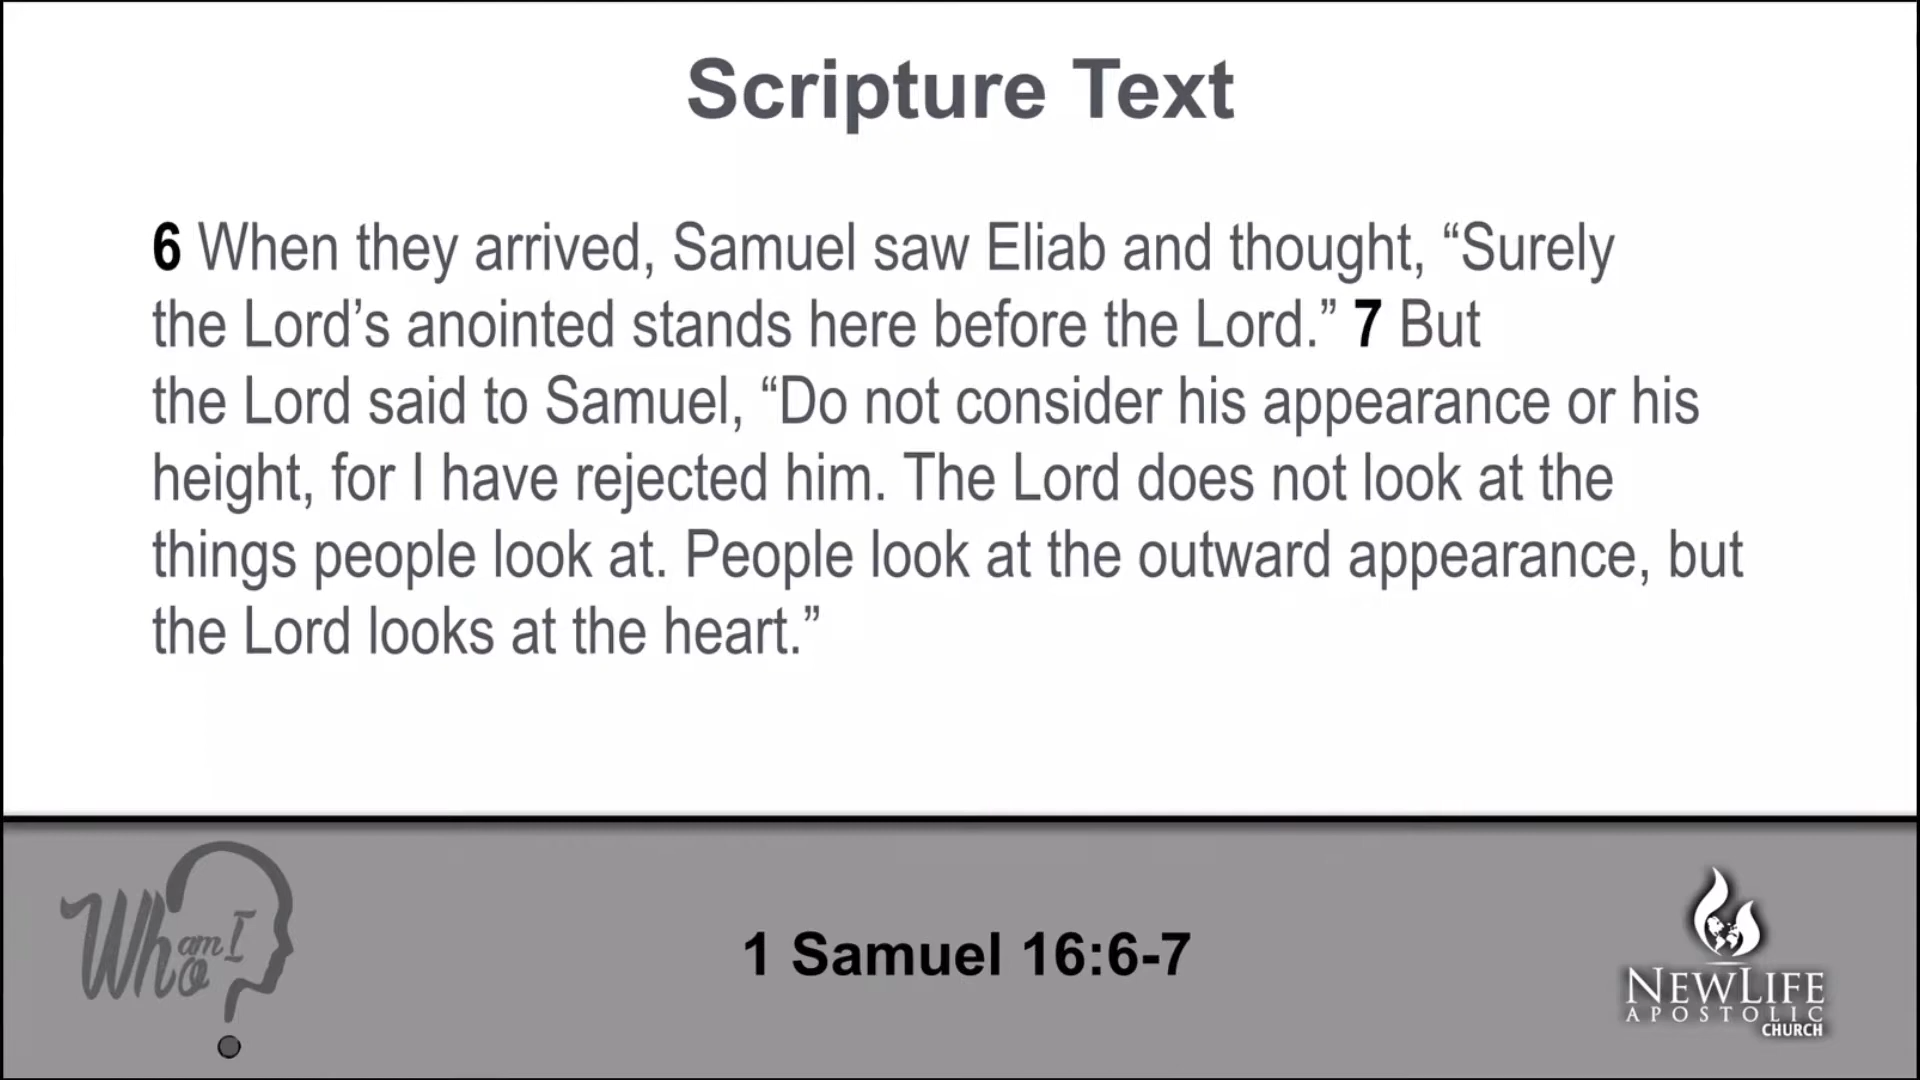 Scripture Text
6 When they arrived, Samuel saw Eliab and thought, “Surely
the Lord’s anointed stands here before the Lord.” 7 But
the Lord said to Samuel, “Do not consider his appearance or his
height, for I have rejected him. The Lord does not look at the
things people look at. People look at the outward appearance, but
the Lord looks at the heart.”
Who am I
1 Samuel 16:6-7
NEWLIFE
APOSTOLIC
CHURCH